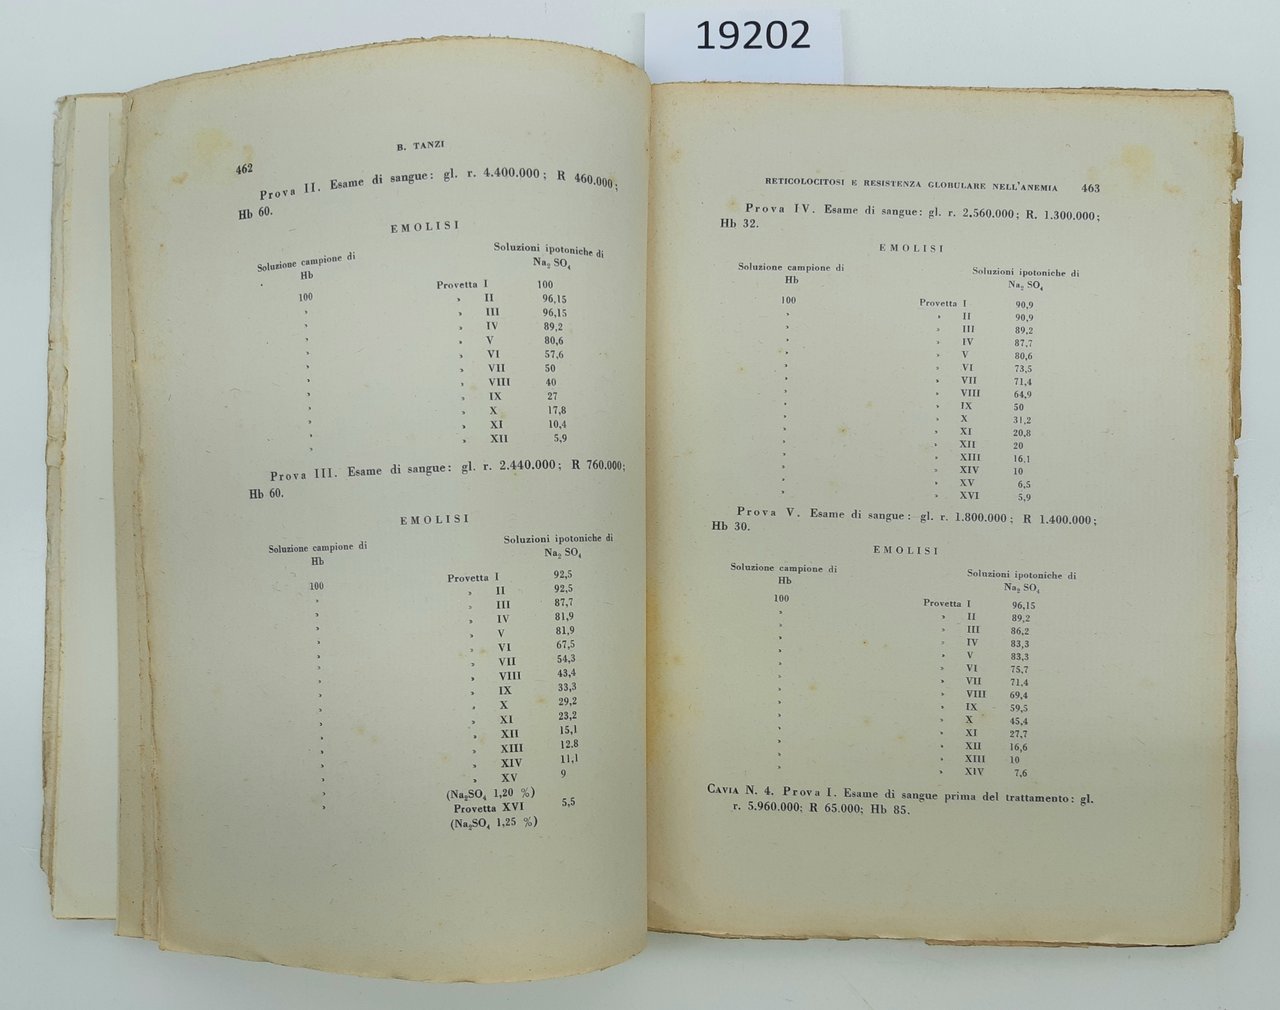 19202
462
B. TANZI
Prova II. Esame di sangue: gl. r. 4.400.000; R 460.000;
Hb 60.
EMOLISI
Soluzione campione di
Hb
Soluzioni ipotoniche di
Na₂ SO₄
100 Provetta I 100
» » II 96,15
» » III 96,15
» » IV 89,2
» » V 80,6
» » VI 57,6
» » VII 50
» » VIII 40
» » IX 27
» » X 17,8
» » XI 10,4
» » XII 5,9
Prova III. Esame di sangue: gl. r. 2.440.000; R 760.000;
Hb 60.
EMOLISI
Soluzione campione di
Hb
Soluzioni ipotoniche di
Na₂ SO₄
100 Provetta I 92,5
» » II 92,5
» » III 87,7
» » IV 81,9
» » V 81,9
» » VI 67,5
» » VII 54,3
» » VIII 43,4
» » IX 33,3
» » X 29,2
» » XI 23,2
» » XII 15,1
» » XIII 12.8
» » XIV 11,1
» » XV 9
(Na₂SO₄ 1,20 %)
» Provetta XVI 5,5
(Na₂SO₄ 1,25 %)
RETICOLOCITOSI E RESISTENZA GLOBULARE NELL'ANEMIA 463
Prova IV. Esame di sangue: gl. r. 2.560.000; R. 1.300.000;
Hb 32.
EMOLISI
Soluzione campione di
Hb
Soluzioni ipotoniche di
Na₂ SO₄
100 Provetta I 90,9
» » II 90,9
» » III 89,2
» » IV 87,7
» » V 80,6
» » VI 73,5
» » VII 71,4
» » VIII 64,9
» » IX 50
» » X 31,2
» » XI 20,8
» » XII 20
» » XIII 16,1
» » XIV 10
» » XV 6,5
» » XVI 5,9
Prova V. Esame di sangue: gl. r. 1.800.000; R 1.400.000;
Hb 30.
EMOLISI
Soluzione campione di
Hb
Soluzioni ipotoniche di
Na₂ SO₄
100 Provetta I 96,15
» » II 89,2
» » III 86,2
» » IV 83,3
» » V 83,3
» » VI 75,7
» » VII 71,4
» » VIII 69,4
» » IX 59,5
» » X 45,4
» » XI 27,7
» » XII 16,6
» » XIII 10
» » XIV 7,6
CAVIA N. 4. Prova I. Esame di sangue prima del trattamento: gl.
r. 5.960.000; R 65.000; Hb 85.